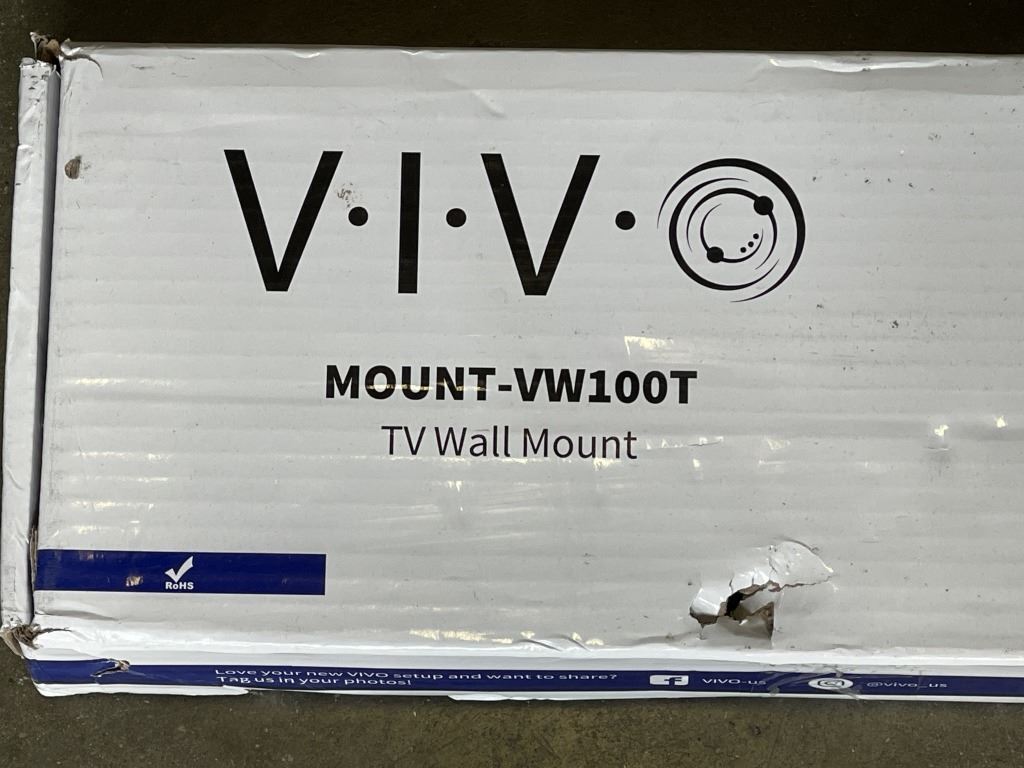 V·I·V·O
MOUNT-VW100T
TV Wall Mount
RoHS
Love your new VIVO setup and want to share?
Tag us in your photos!
VIVO-us
@vivo_us